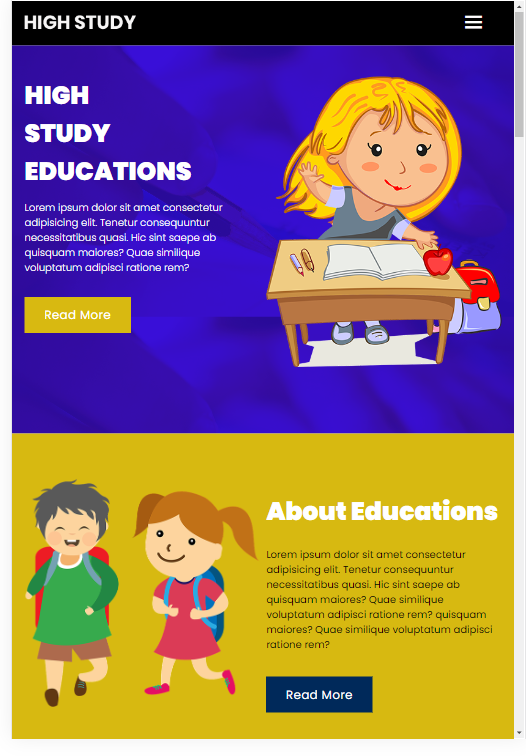 HIGH STUDY
HIGH
STUDY
EDUCATIONS
Lorem ipsum dolor sit amet consectetur
adipisicing elit. Tenetur consequuntur
necessitatibus quasi. Hic sint saepe ab
quisquam maiores? Quae similique
voluptatum adipisci ratione rem?
Read More
About Educations
Lorem ipsum dolor sit amet consectetur
adipisicing elit. Tenetur consequuntur
necessitatibus quasi. Hic sint saepe ab
quisquam maiores? Quae similique
voluptatum adipisci ratione rem? quisquam
maiores? Quae similique voluptatum adipisci
ratione rem?
Read More